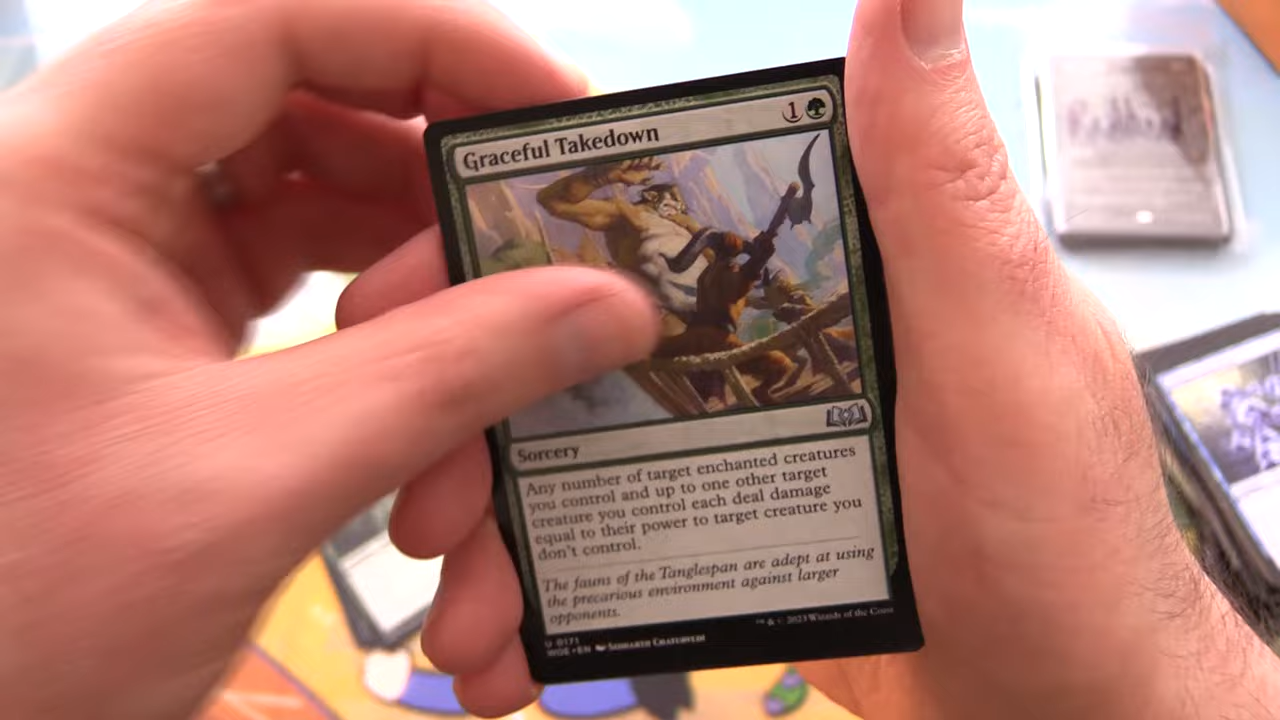 Graceful Takedown
1
Sorcery
Any number of target enchanted creatures
you control and up to one other target
creature you control each deal damage
equal to their power to target creature you
don't control.
The fauns of the Tanglespan are adept at using
the precarious environment against larger
opponents.
U 0171
WOE • EN Sidharth Chaturvedi
™ & © 2023 Wizards of the Coast